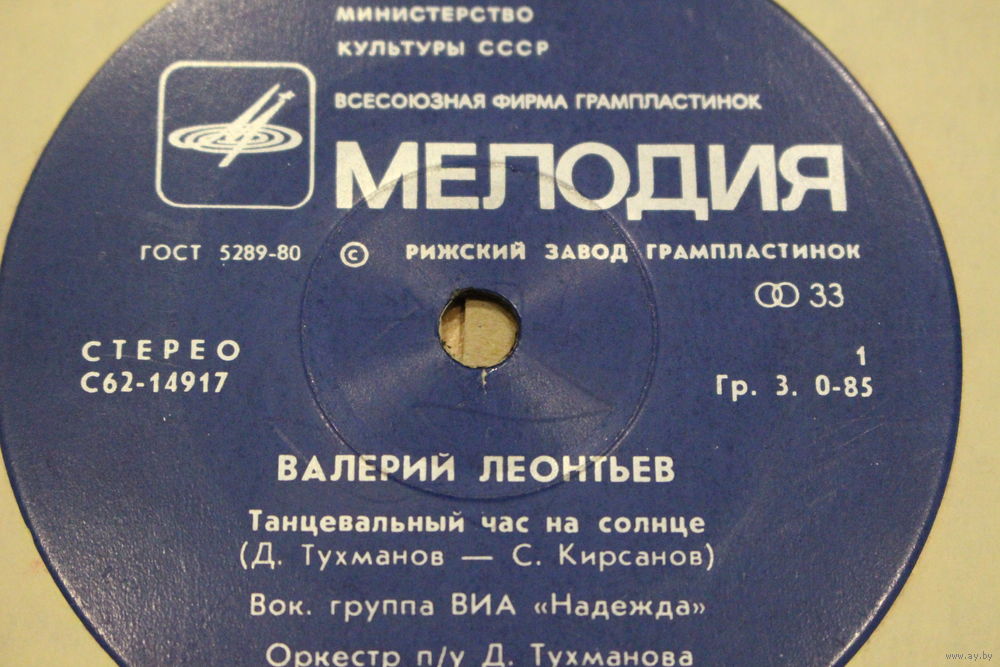 МИНИСТЕРСТВО
КУЛЬТУРЫ СССР
ВСЕСОЮЗНАЯ ФИРМА ГРАМПЛАСТИНОК
МЕЛОДИЯ
ГОСТ 5289-80 © РИЖСКИЙ ЗАВОД ГРАМПЛАСТИНОК
33
СТЕРЕО 1
С62-14917 Гр. 3. 0-85
ВАЛЕРИЙ ЛЕОНТЬЕВ
Танцевальный час на солнце
(Д. Тухманов — С. Кирсанов)
Вок. группа ВИА «Надежда»
Оркестр п/у Д. Тухманова
www.ay.by